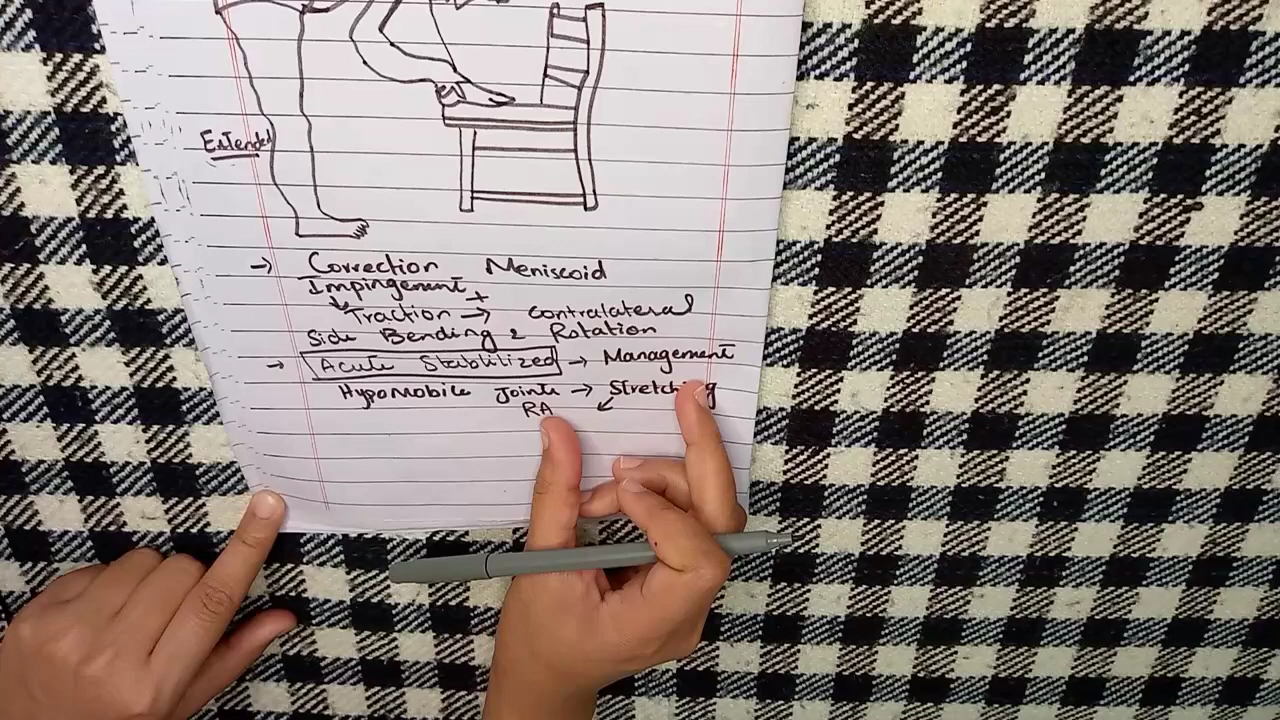 Extended
→ Correction Meniscoid
Impingement +
↳ Traction → contralateral
Side Bending & Rotation
→ Acute Stabilized → Management
Hypomobile Joints → Stretching
RA ↙